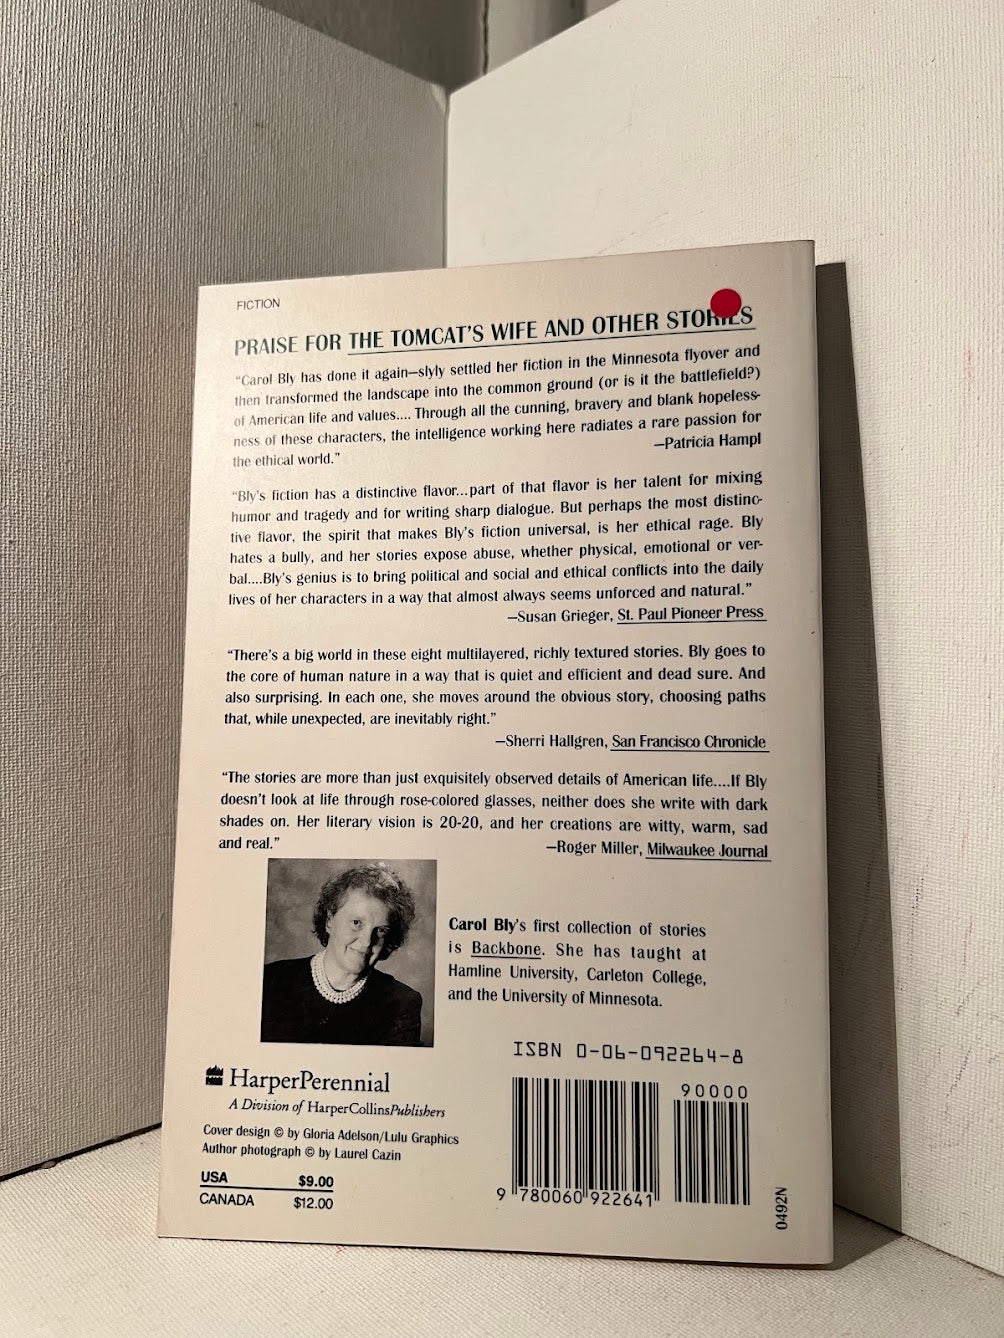 FICTION
PRAISE FOR THE TOMCAT'S WIFE AND OTHER STORIES
“Carol Bly has done it again—slyly settled her fiction in the Minnesota flyover and
then transformed the landscape into the common ground (or is it the battlefield?)
of American life and values.... Through all the cunning, bravery and blank hopeless-
ness of these characters, the intelligence working here radiates a rare passion for
the ethical world.” —Patricia Hampl
“Bly's fiction has a distinctive flavor...part of that flavor is her talent for mixing
humor and tragedy and for writing sharp dialogue. But perhaps the most distinc-
tive flavor, the spirit that makes Bly's fiction universal, is her ethical rage. Bly
hates a bully, and her stories expose abuse, whether physical, emotional or ver-
bal....Bly's genius is to bring political and social and ethical conflicts into the daily
lives of her characters in a way that almost always seems unforced and natural.”
—Susan Grieger, St. Paul Pioneer Press
“There's a big world in these eight multilayered, richly textured stories. Bly goes to
the core of human nature in a way that is quiet and efficient and dead sure. And
also surprising. In each one, she moves around the obvious story, choosing paths
that, while unexpected, are inevitably right.”
—Sherri Hallgren, San Francisco Chronicle
“The stories are more than just exquisitely observed details of American life....If Bly
doesn't look at life through rose-colored glasses, neither does she write with dark
shades on. Her literary vision is 20-20, and her creations are witty, warm, sad
and real.” —Roger Miller, Milwaukee Journal
Carol Bly's first collection of stories
is Backbone. She has taught at
Hamline University, Carleton College,
and the University of Minnesota.
ISBN 0-06-092264-8
90000
9 780060 922641
HarperPerennial
A Division of HarperCollinsPublishers
Cover design © by Gloria Adelson/Lulu Graphics
Author photograph © by Laurel Cazin
USA $9.00
CANADA $12.00
0492N